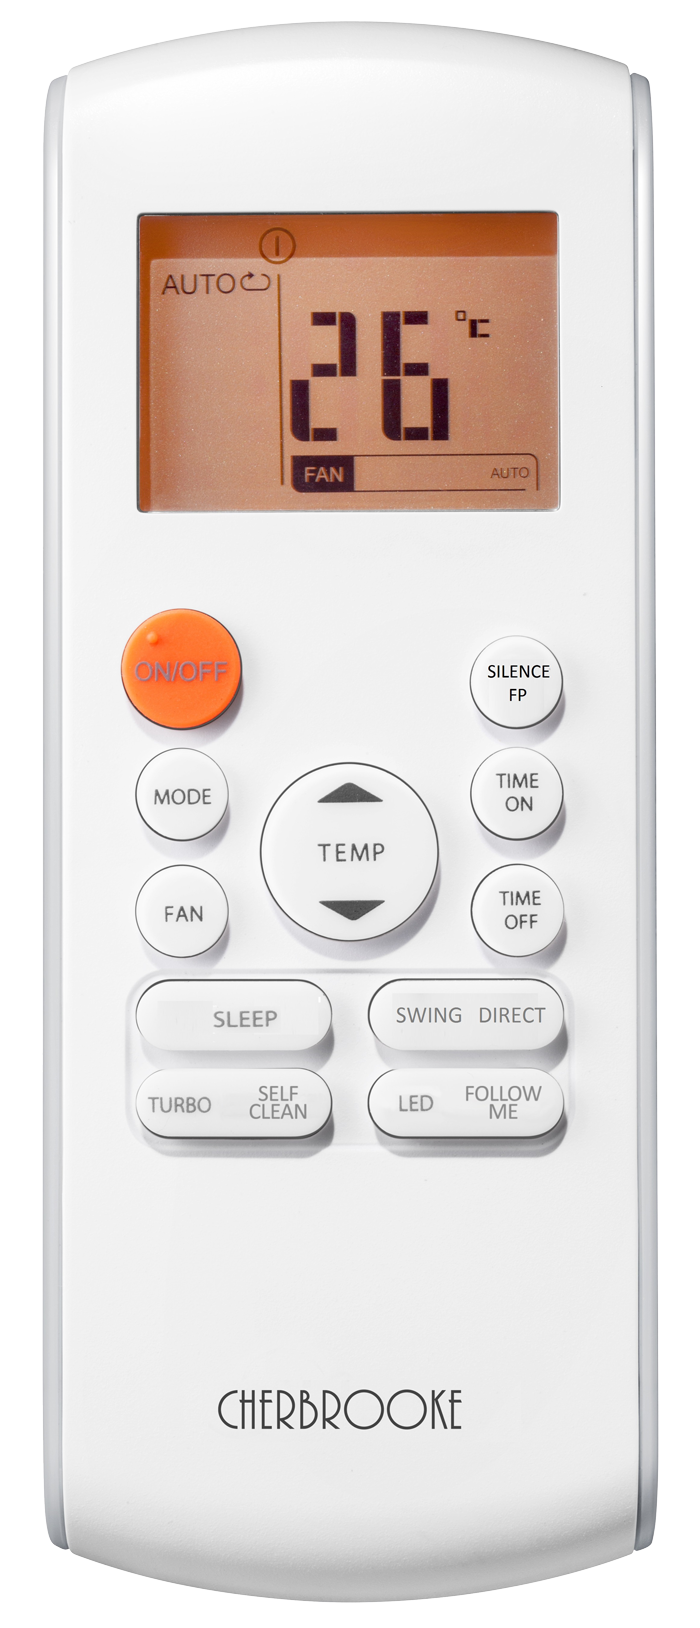 AUTO
26 °C
FAN AUTO
ON/OFF
SILENCE
FP
MODE
TEMP
TIME
ON
FAN
TIME
OFF
SLEEP
SWING DIRECT
TURBO
SELF
CLEAN
LED
FOLLOW
ME
CHERBROOKE